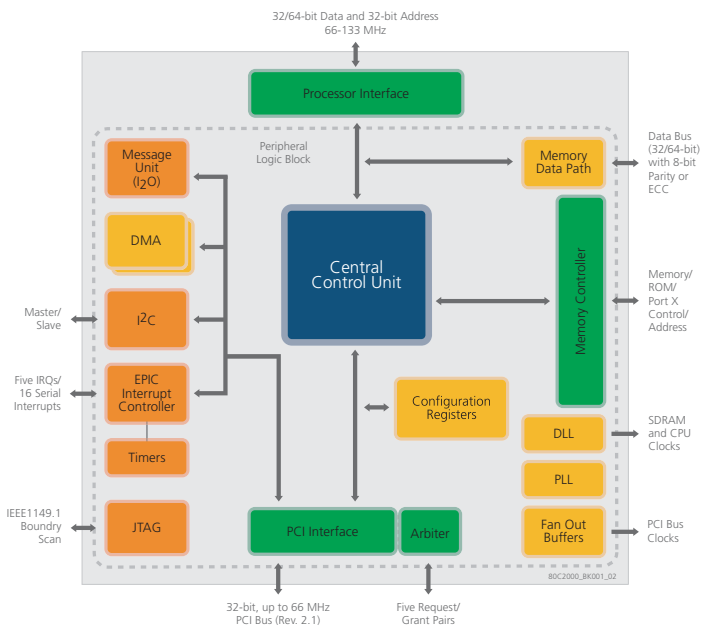 32/64-bit Data and 32-bit Address
66-133 MHz
Processor Interface
Peripheral
Logic Block
Message
Unit
(I2O)
DMA
I2C
EPIC
Interrupt
Controller
Timers
JTAG
Master/
Slave
Five IRQs/
16 Serial
Interrupts
IEEE1149.1
Boundry
Scan
Central
Control Unit
Configuration
Registers
PCI Interface
Arbiter
Memory
Data Path
Memory Controller
DLL
PLL
Fan Out
Buffers
Data Bus
(32/64-bit)
with 8-bit
Parity or
ECC
Memory/
ROM/
Port X
Control/
Address
SDRAM
and CPU
Clocks
PCI Bus
Clocks
80C2000_BK001_02
32-bit, up to 66 MHz
PCI Bus (Rev. 2.1)
Five Request/
Grant Pairs